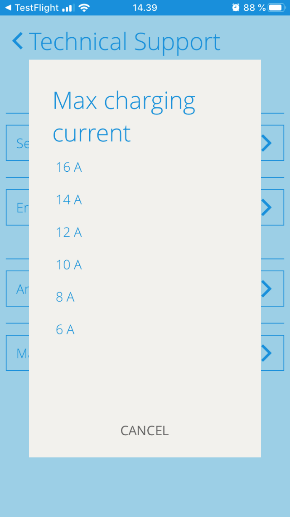 TestFlight
14.39
88 %
Technical Support
Max charging
current
16 A
14 A
12 A
10 A
8 A
6 A
CANCEL